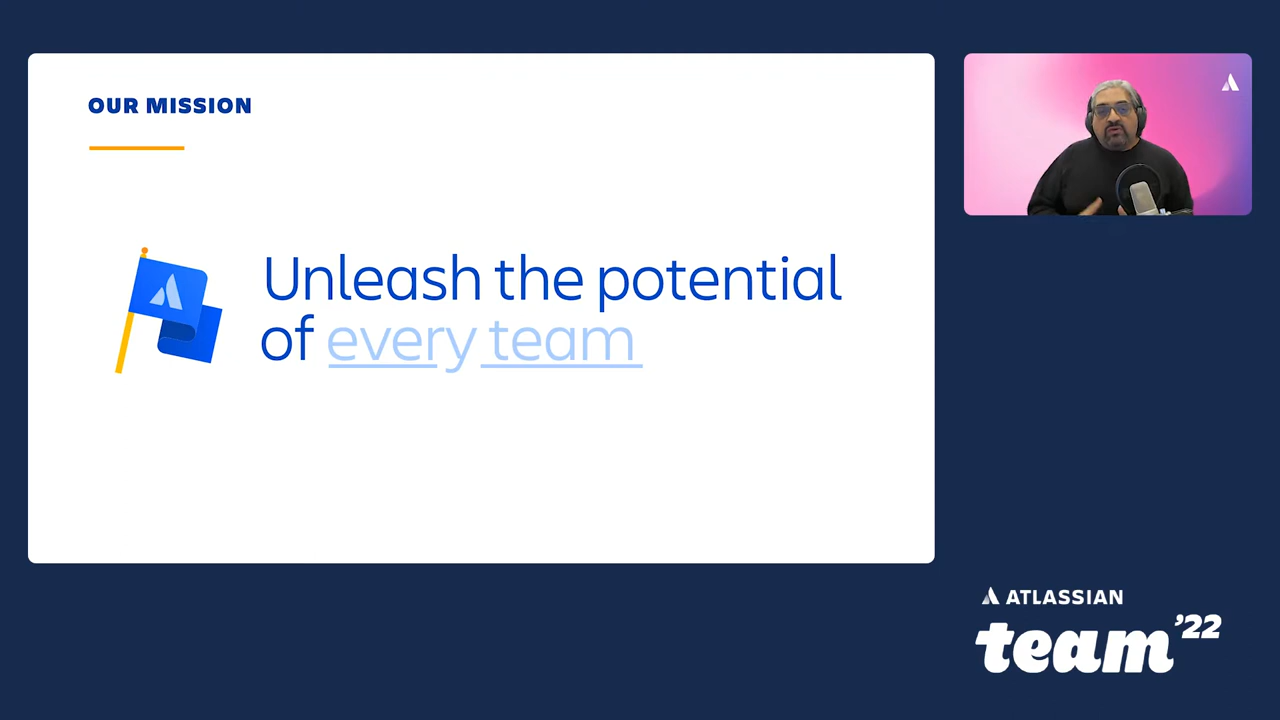 OUR MISSION
Unleash the potential
of every team
ATLASSIAN
team '22